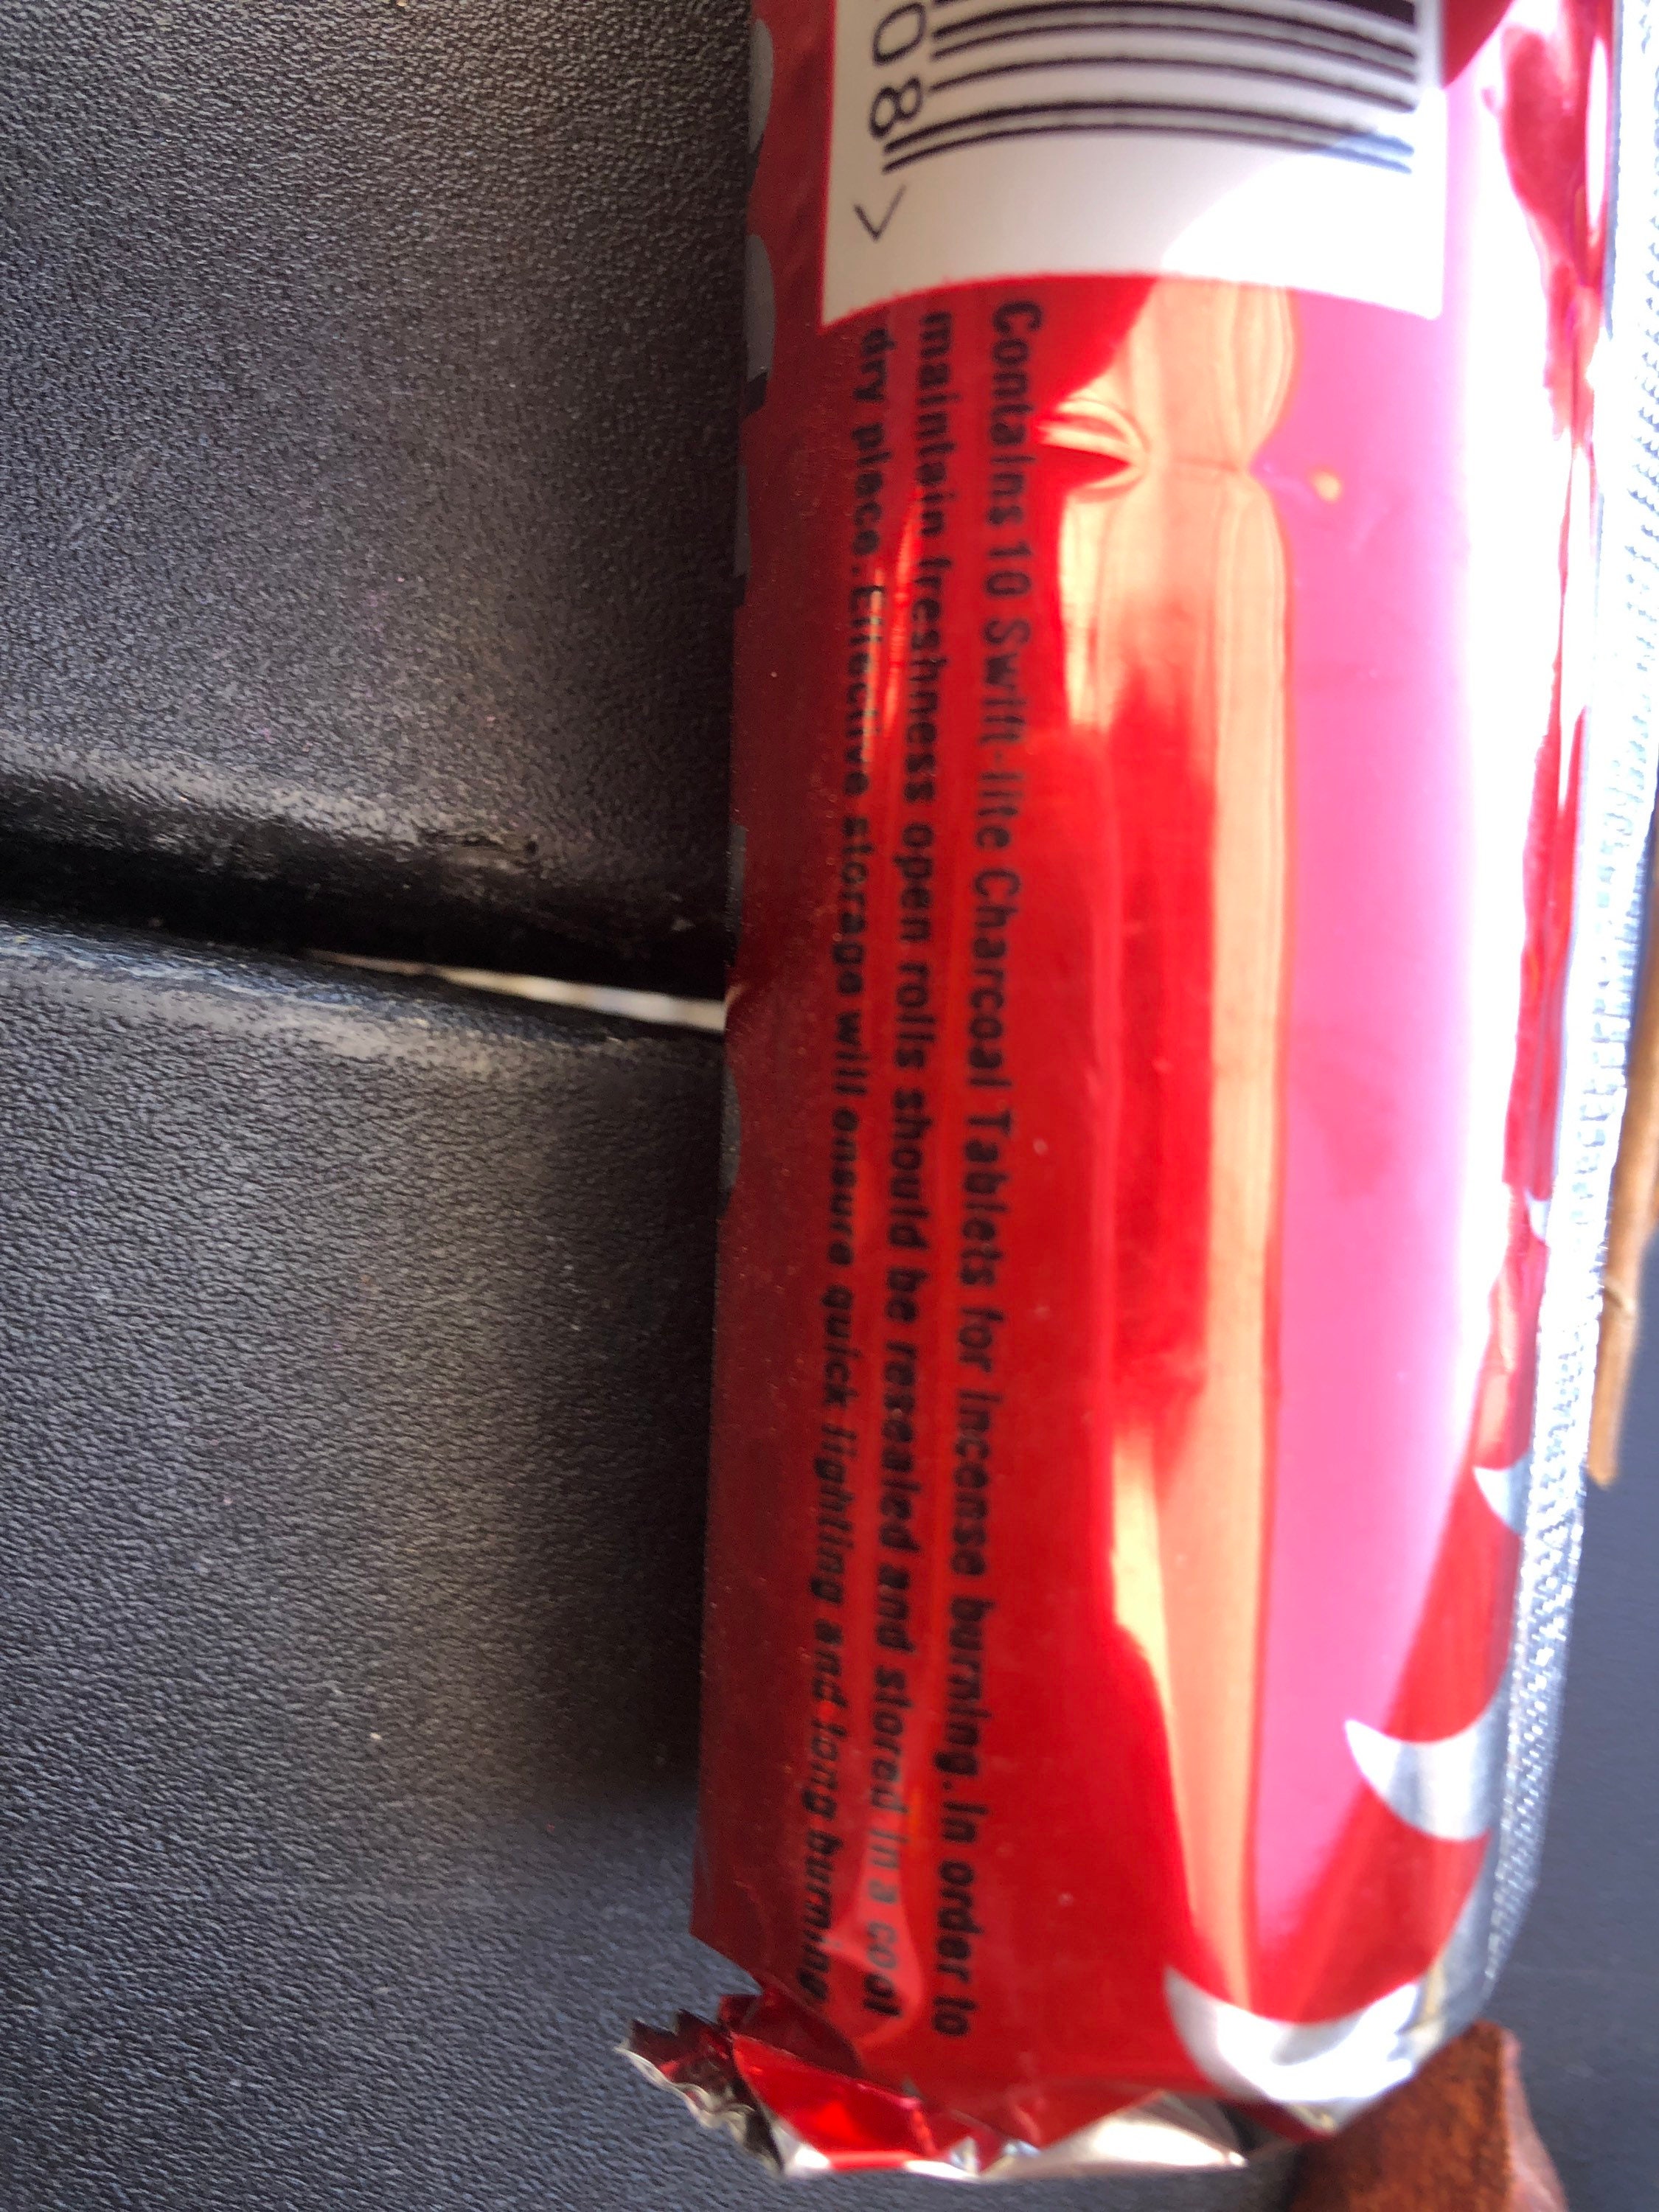 08 >
Contains 10 Swift-lite Charcoal Tablets for incense burning. In order to
maintain freshness open rolls should be resealed and stored in a cool
dry place. Effective storage will ensure quick lighting and long burning